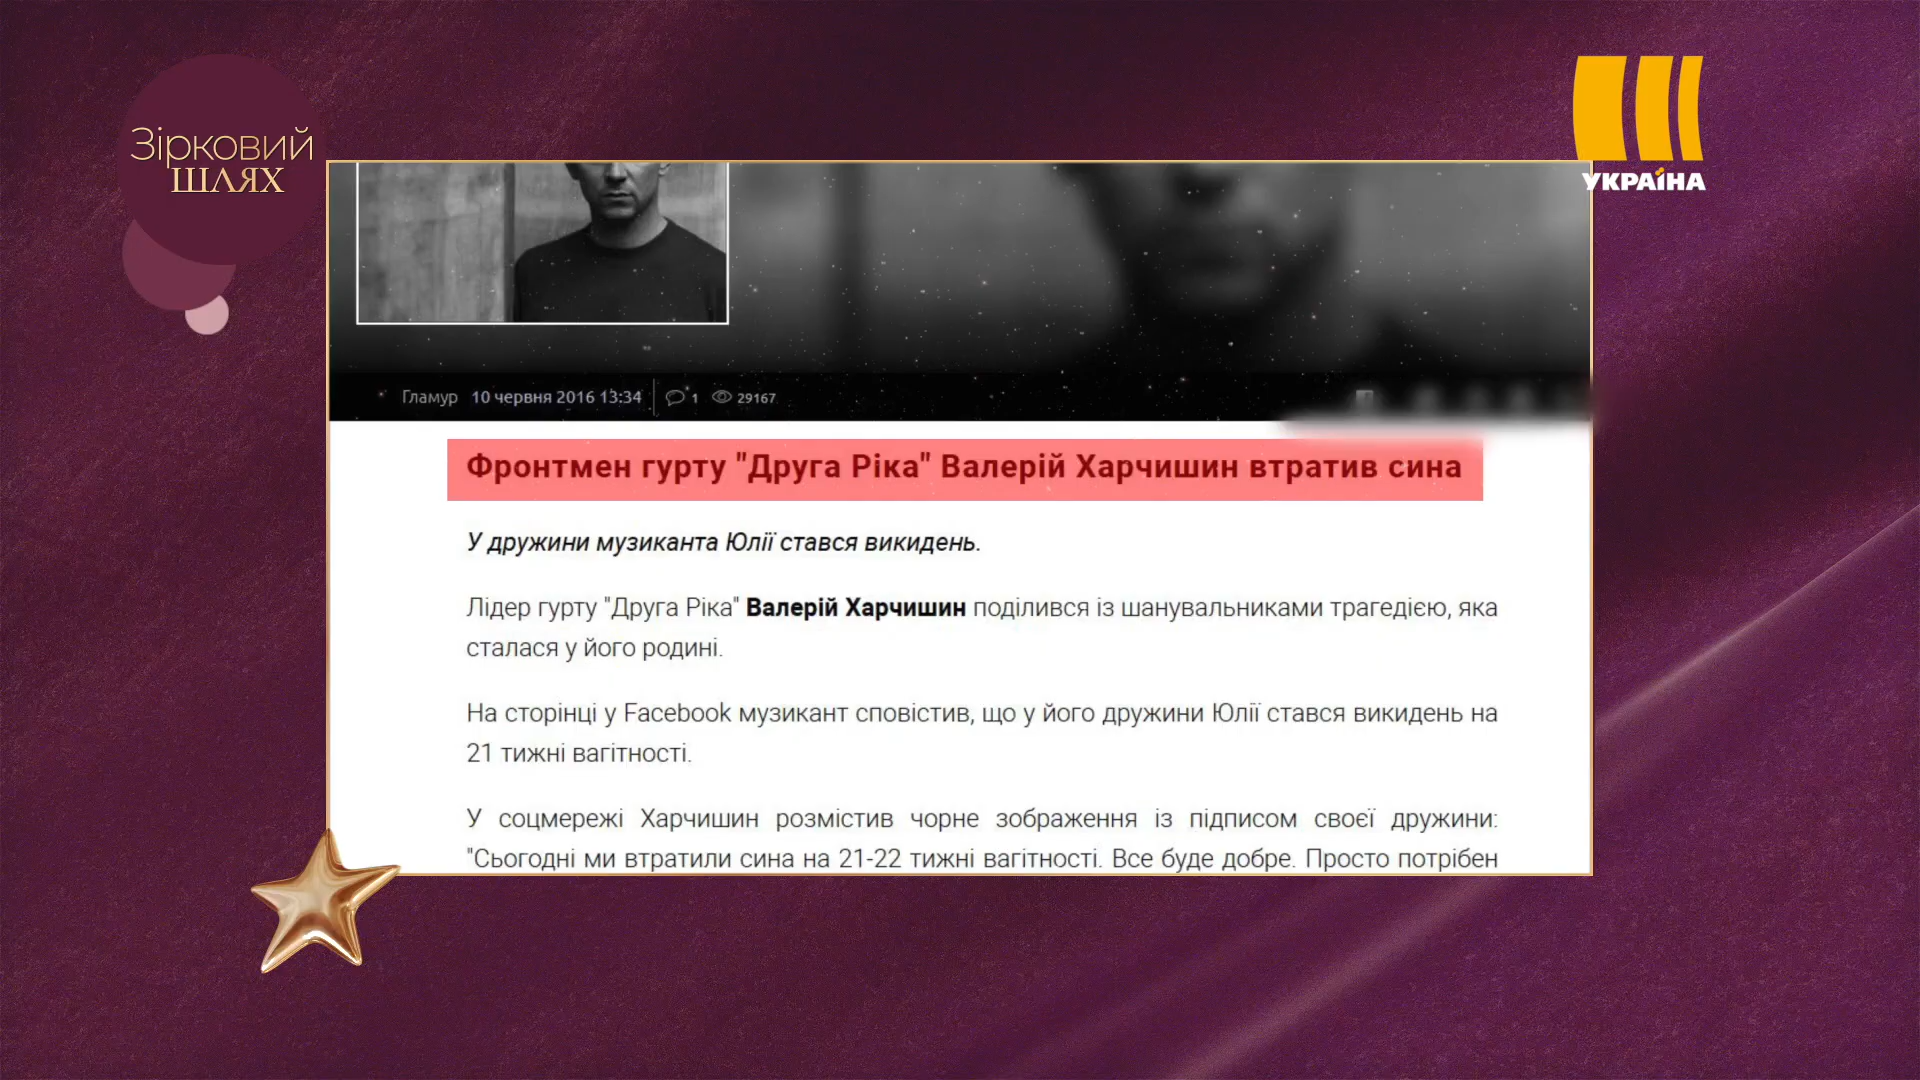 Зірковий
ШЛЯХ
УКРАЇНА
Гламур 10 червня 2016 13:34 1 29167
Фронтмен гурту "Друга Ріка" Валерій Харчишин втратив сина
У дружини музиканта Юлії стався викидень.
Лідер гурту "Друга Ріка" Валерій Харчишин поділився із шанувальниками трагедією, яка
сталася у його родині.
На сторінці у Facebook музикант сповістив, що у його дружини Юлії стався викидень на
21 тижні вагітності.
У соцмережі Харчишин розмістив чорне зображення із підписом своєї дружини:
"Сьогодні ми втратили сина на 21-22 тижні вагітності. Все буде добре. Просто потрібен